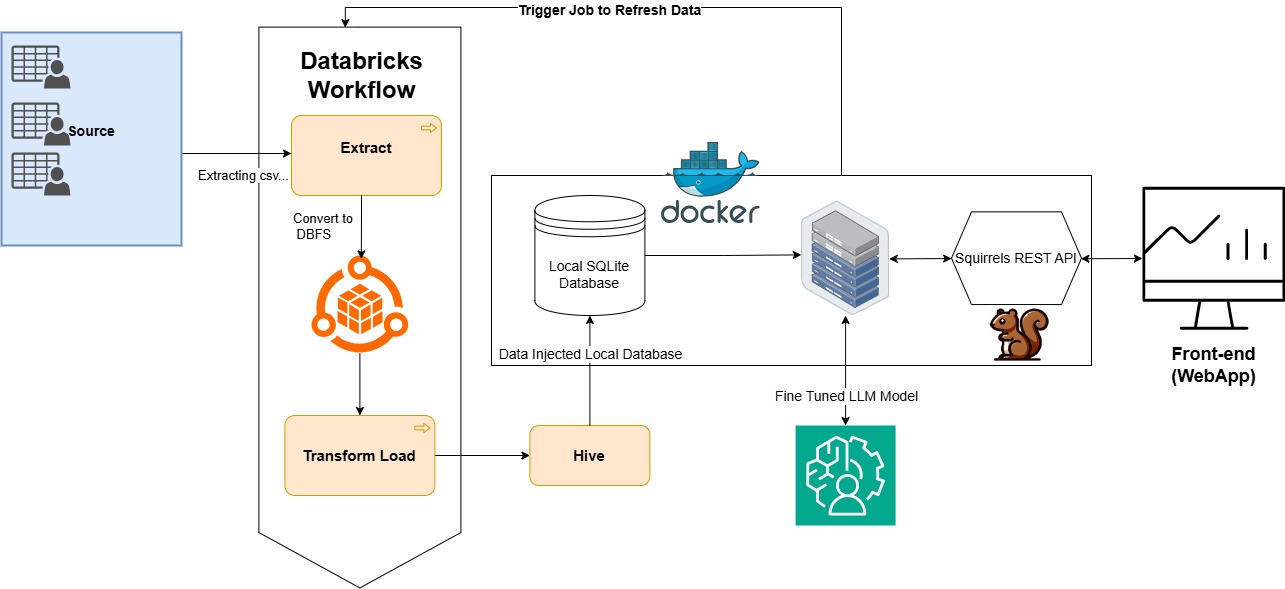 Trigger Job to Refresh Data
Databricks
Workflow
Source
Extract
Extracting csv...
Convert to
DBFS
docker
Local SQLite
Database
Squirrels REST API
Data Injected Local Database
Front-end
(WebApp)
Fine Tuned LLM Model
Transform Load
Hive